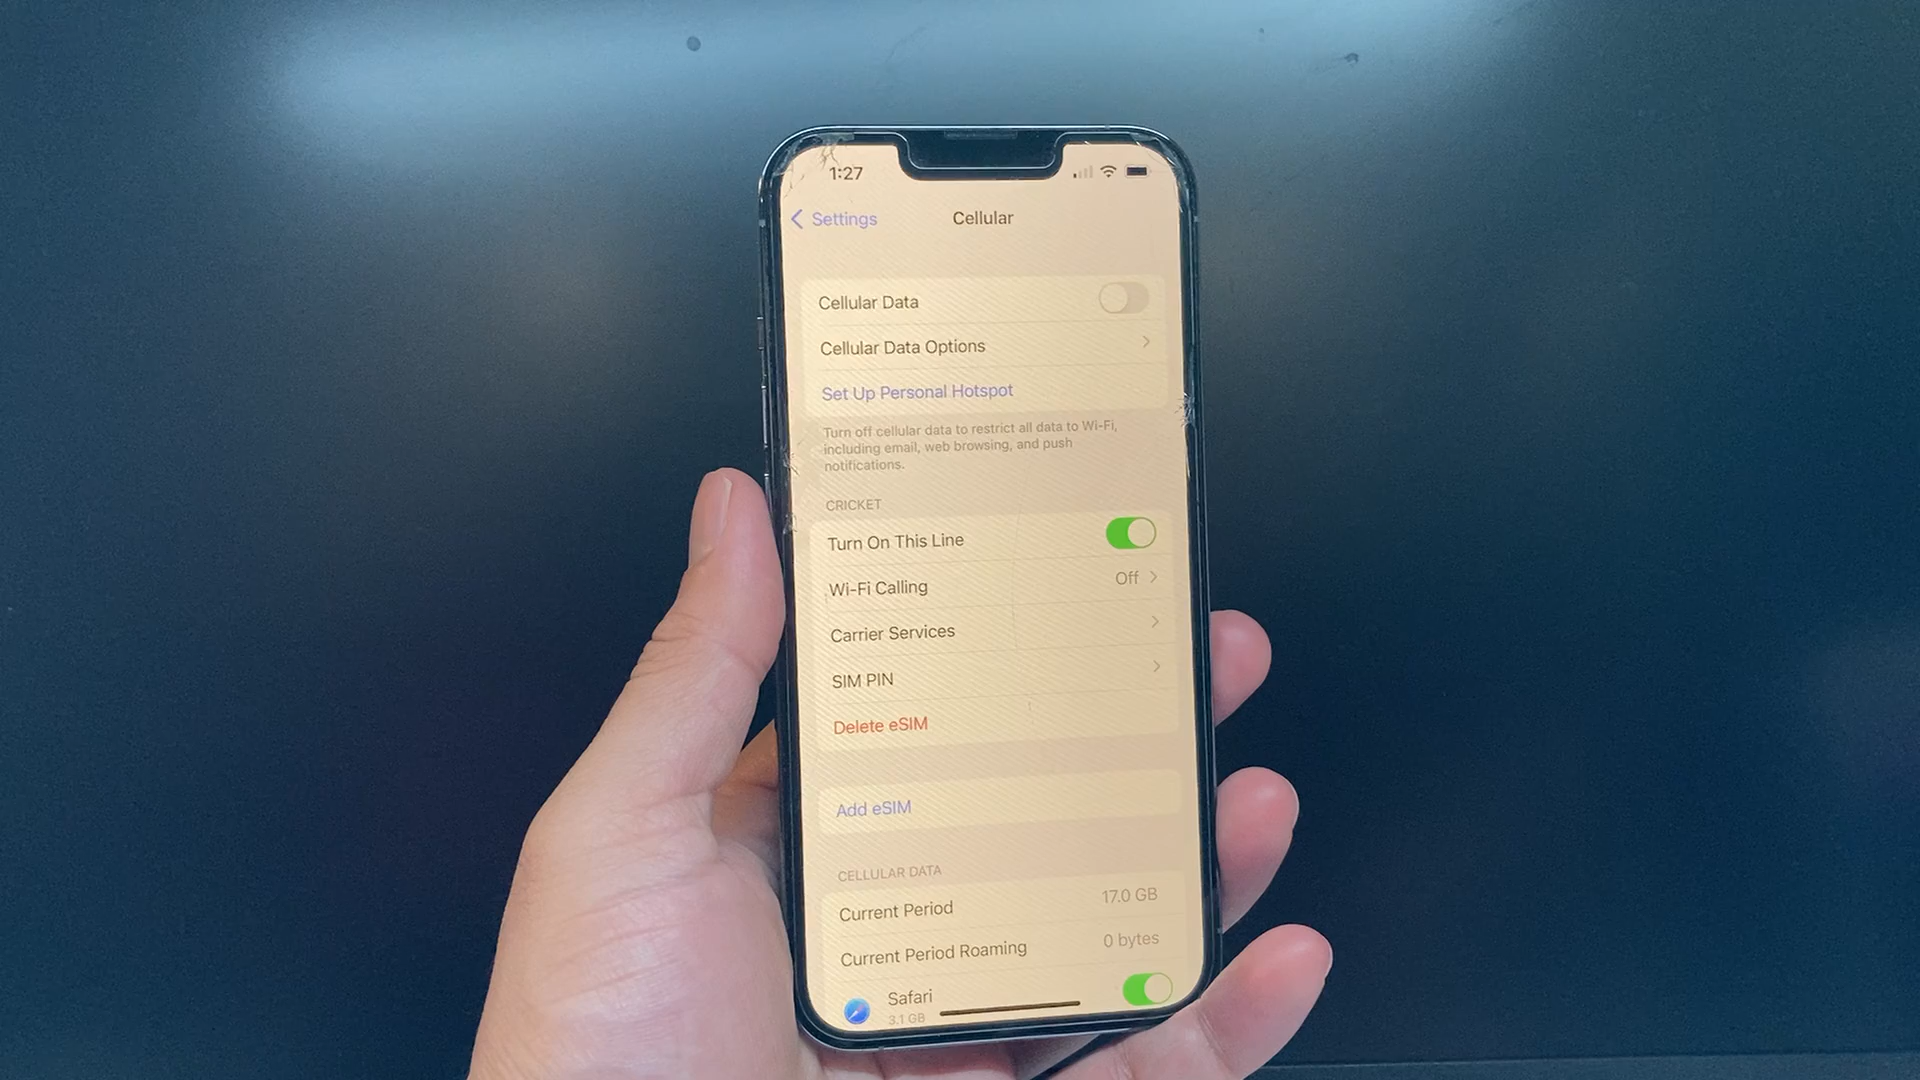 1:27
Settings
Cellular
Cellular Data
Cellular Data Options
Set Up Personal Hotspot
Turn off cellular data to restrict all data to Wi-Fi,
including email, web browsing, and push
notifications.
CRICKET
Turn On This Line
Wi-Fi Calling Off
Carrier Services
SIM PIN
Delete eSIM
Add eSIM
CELLULAR DATA
Current Period 17.0 GB
Current Period Roaming 0 bytes
Safari
3.1 GB